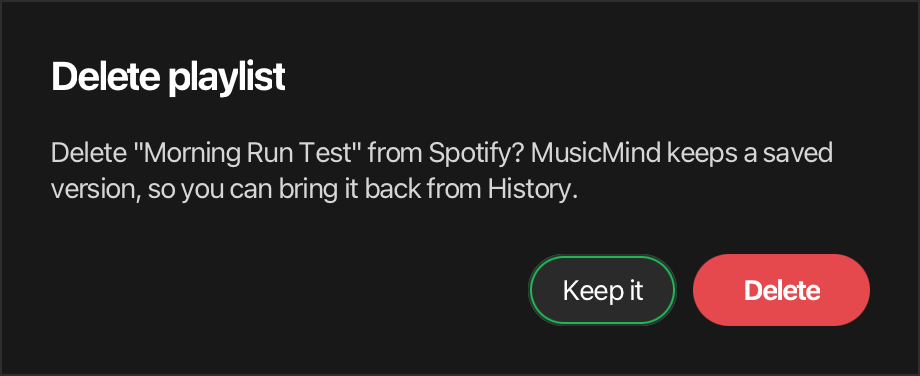 Delete playlist
Delete "Morning Run Test" from Spotify? MusicMind keeps a saved
version, so you can bring it back from History.
Keep it
Delete